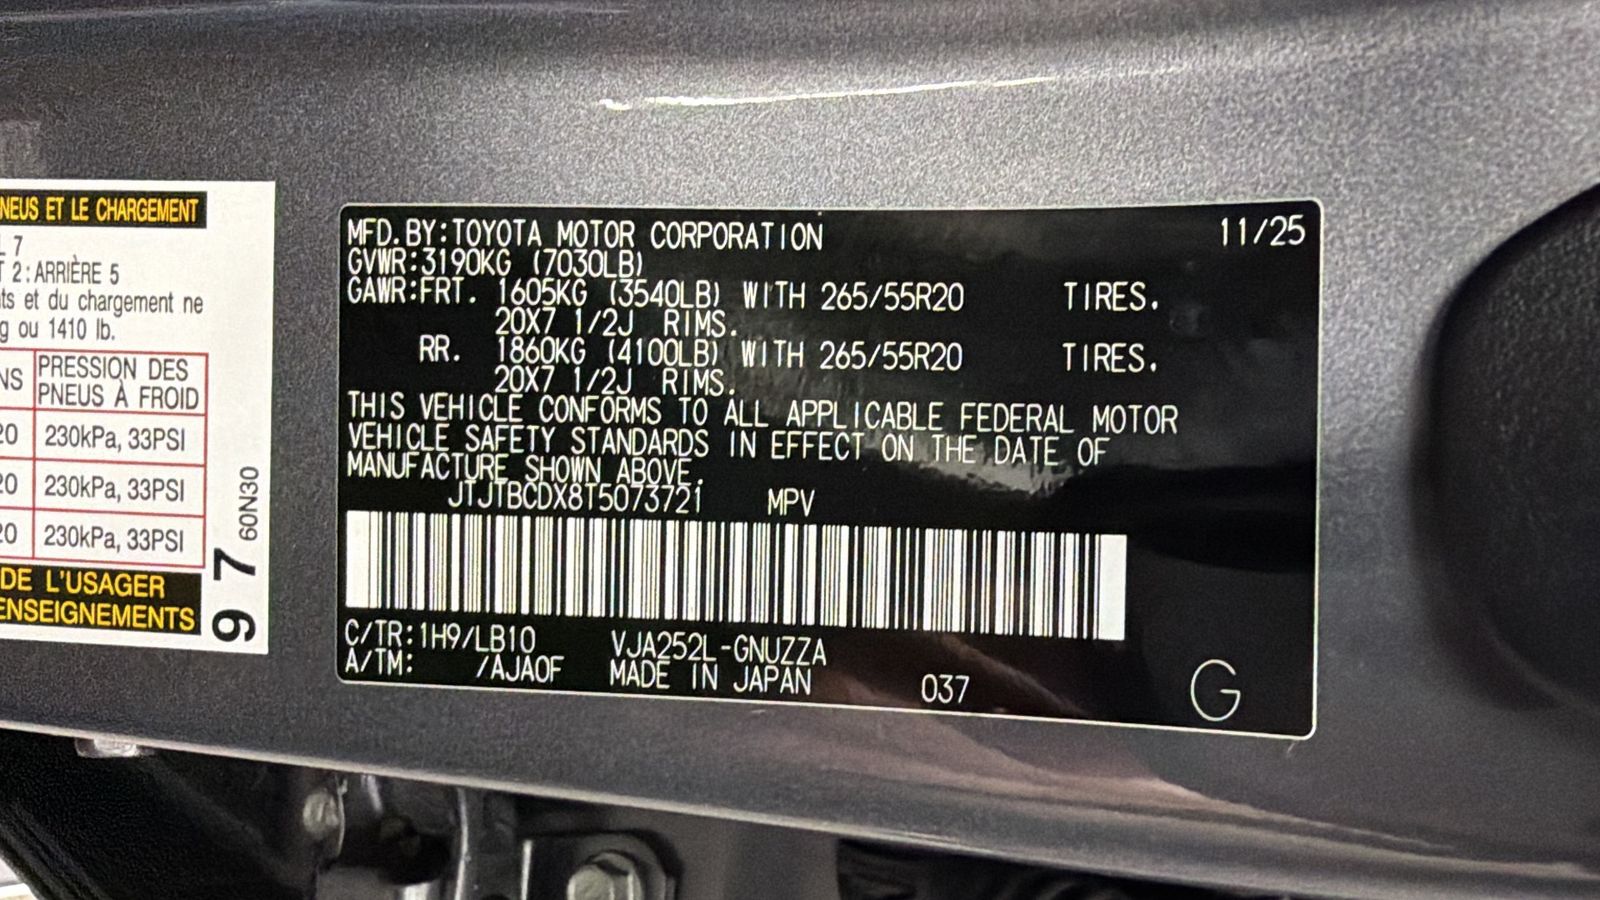 NEUS ET LE CHARGEMENT
7
2:ARRIÈRE 5
et du chargement ne
ou 1410 lb.
PRESSION DES
PNEUS À FROID
230kPa, 33PSI
230kPa, 33PSI
230kPa, 33PSI
DE L'USAGER
ENSEIGNEMENTS
97 60N30
MFD.BY:TOYOTA MOTOR CORPORATION 11/25
GVWR:3190KG (7030LB)
GAWR:FRT. 1605KG (3540LB) WITH 265/55R20 TIRES.
20X7 1/2J RIMS.
RR. 1860KG (4100LB) WITH 265/55R20 TIRES.
20X7 1/2J RIMS.
THIS VEHICLE CONFORMS TO ALL APPLICABLE FEDERAL MOTOR
VEHICLE SAFETY STANDARDS IN EFFECT ON THE DATE OF
MANUFACTURE SHOWN ABOVE.
JTJTBCDX8T5073721 MPV
C/TR:1H9/LB10 VJA252L-GNUZZA
A/TM: /AJA0F MADE IN JAPAN 037 G